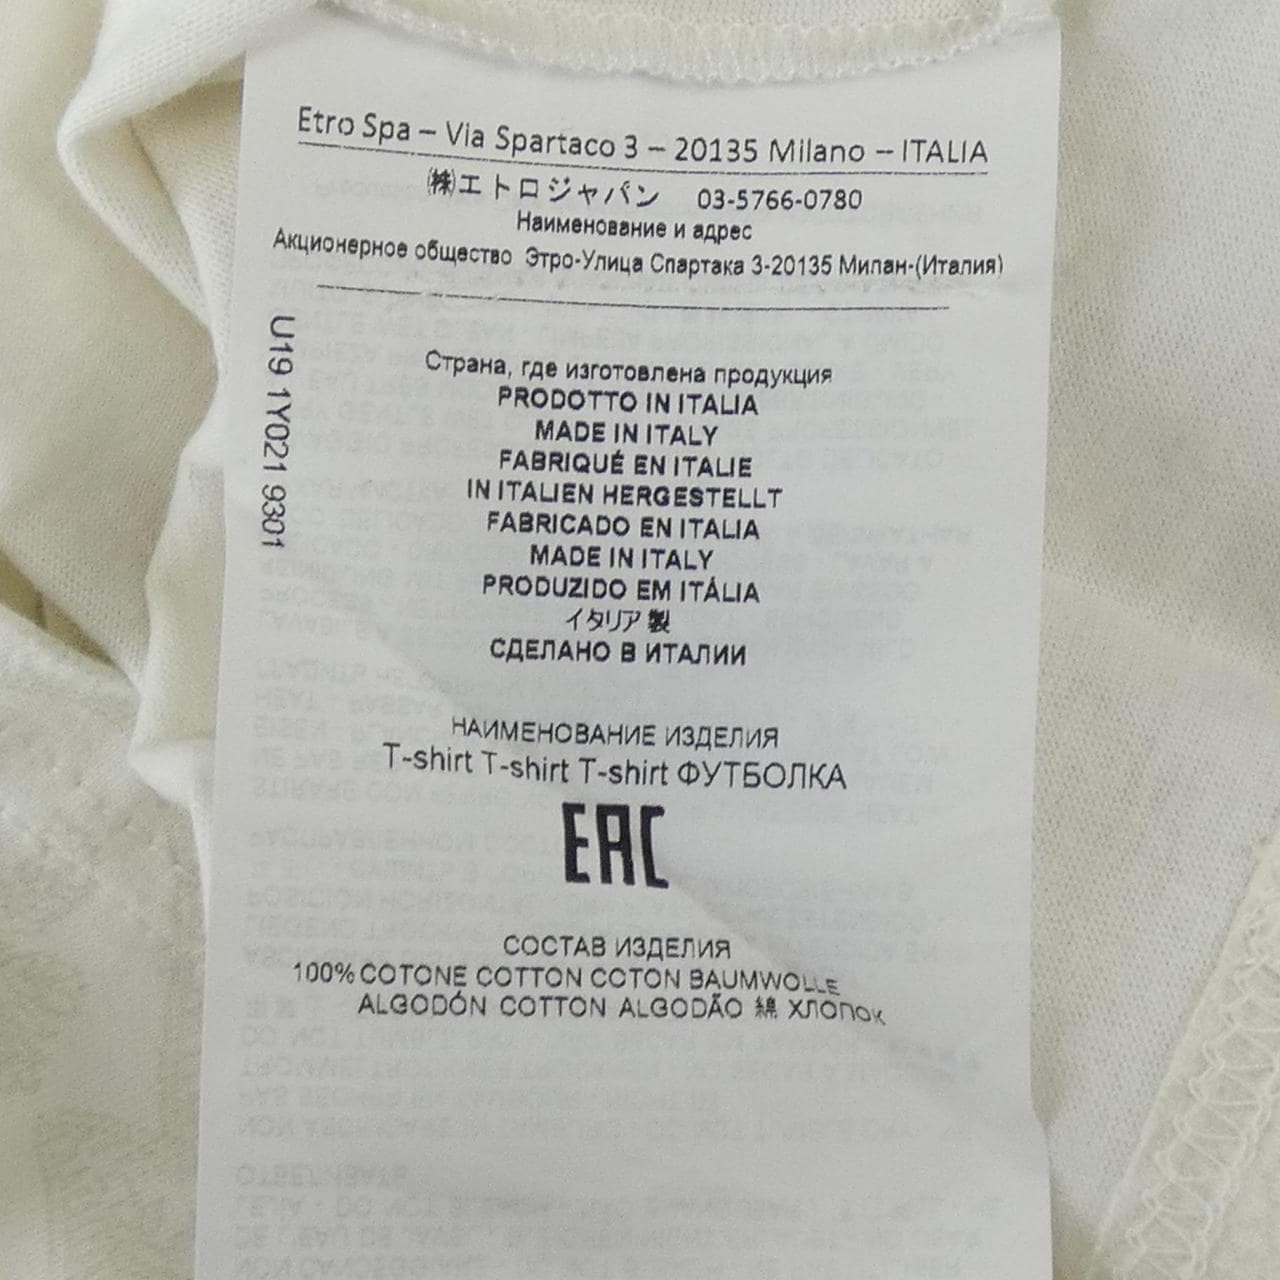 Etro Spa – Via Spartaco 3 – 20135 Milano – ITALIA
㈱エトロジャパン 03-5766-0780
Наименование и адрес
Акционерное общество Этро-Улица Спартака 3-20135 Милан-(Италия)
U19 1Y021 9301
Страна, где изготовлена продукция
PRODOTTO IN ITALIA
MADE IN ITALY
FABRIQUÉ EN ITALIE
IN ITALIEN HERGESTELLT
FABRICADO EN ITALIA
MADE IN ITALY
PRODUZIDO EM ITÁLIA
イタリア製
СДЕЛАНО В ИТАЛИИ
НАИМЕНОВАНИЕ ИЗДЕЛИЯ
T-shirt T-shirt T-shirt ФУТБОЛКА
EAC
СОСТАВ ИЗДЕЛИЯ
100% COTONE COTTON COTON BAUMWOLLE
ALGODÓN COTTON ALGODÃO 綿 ХЛОПОК